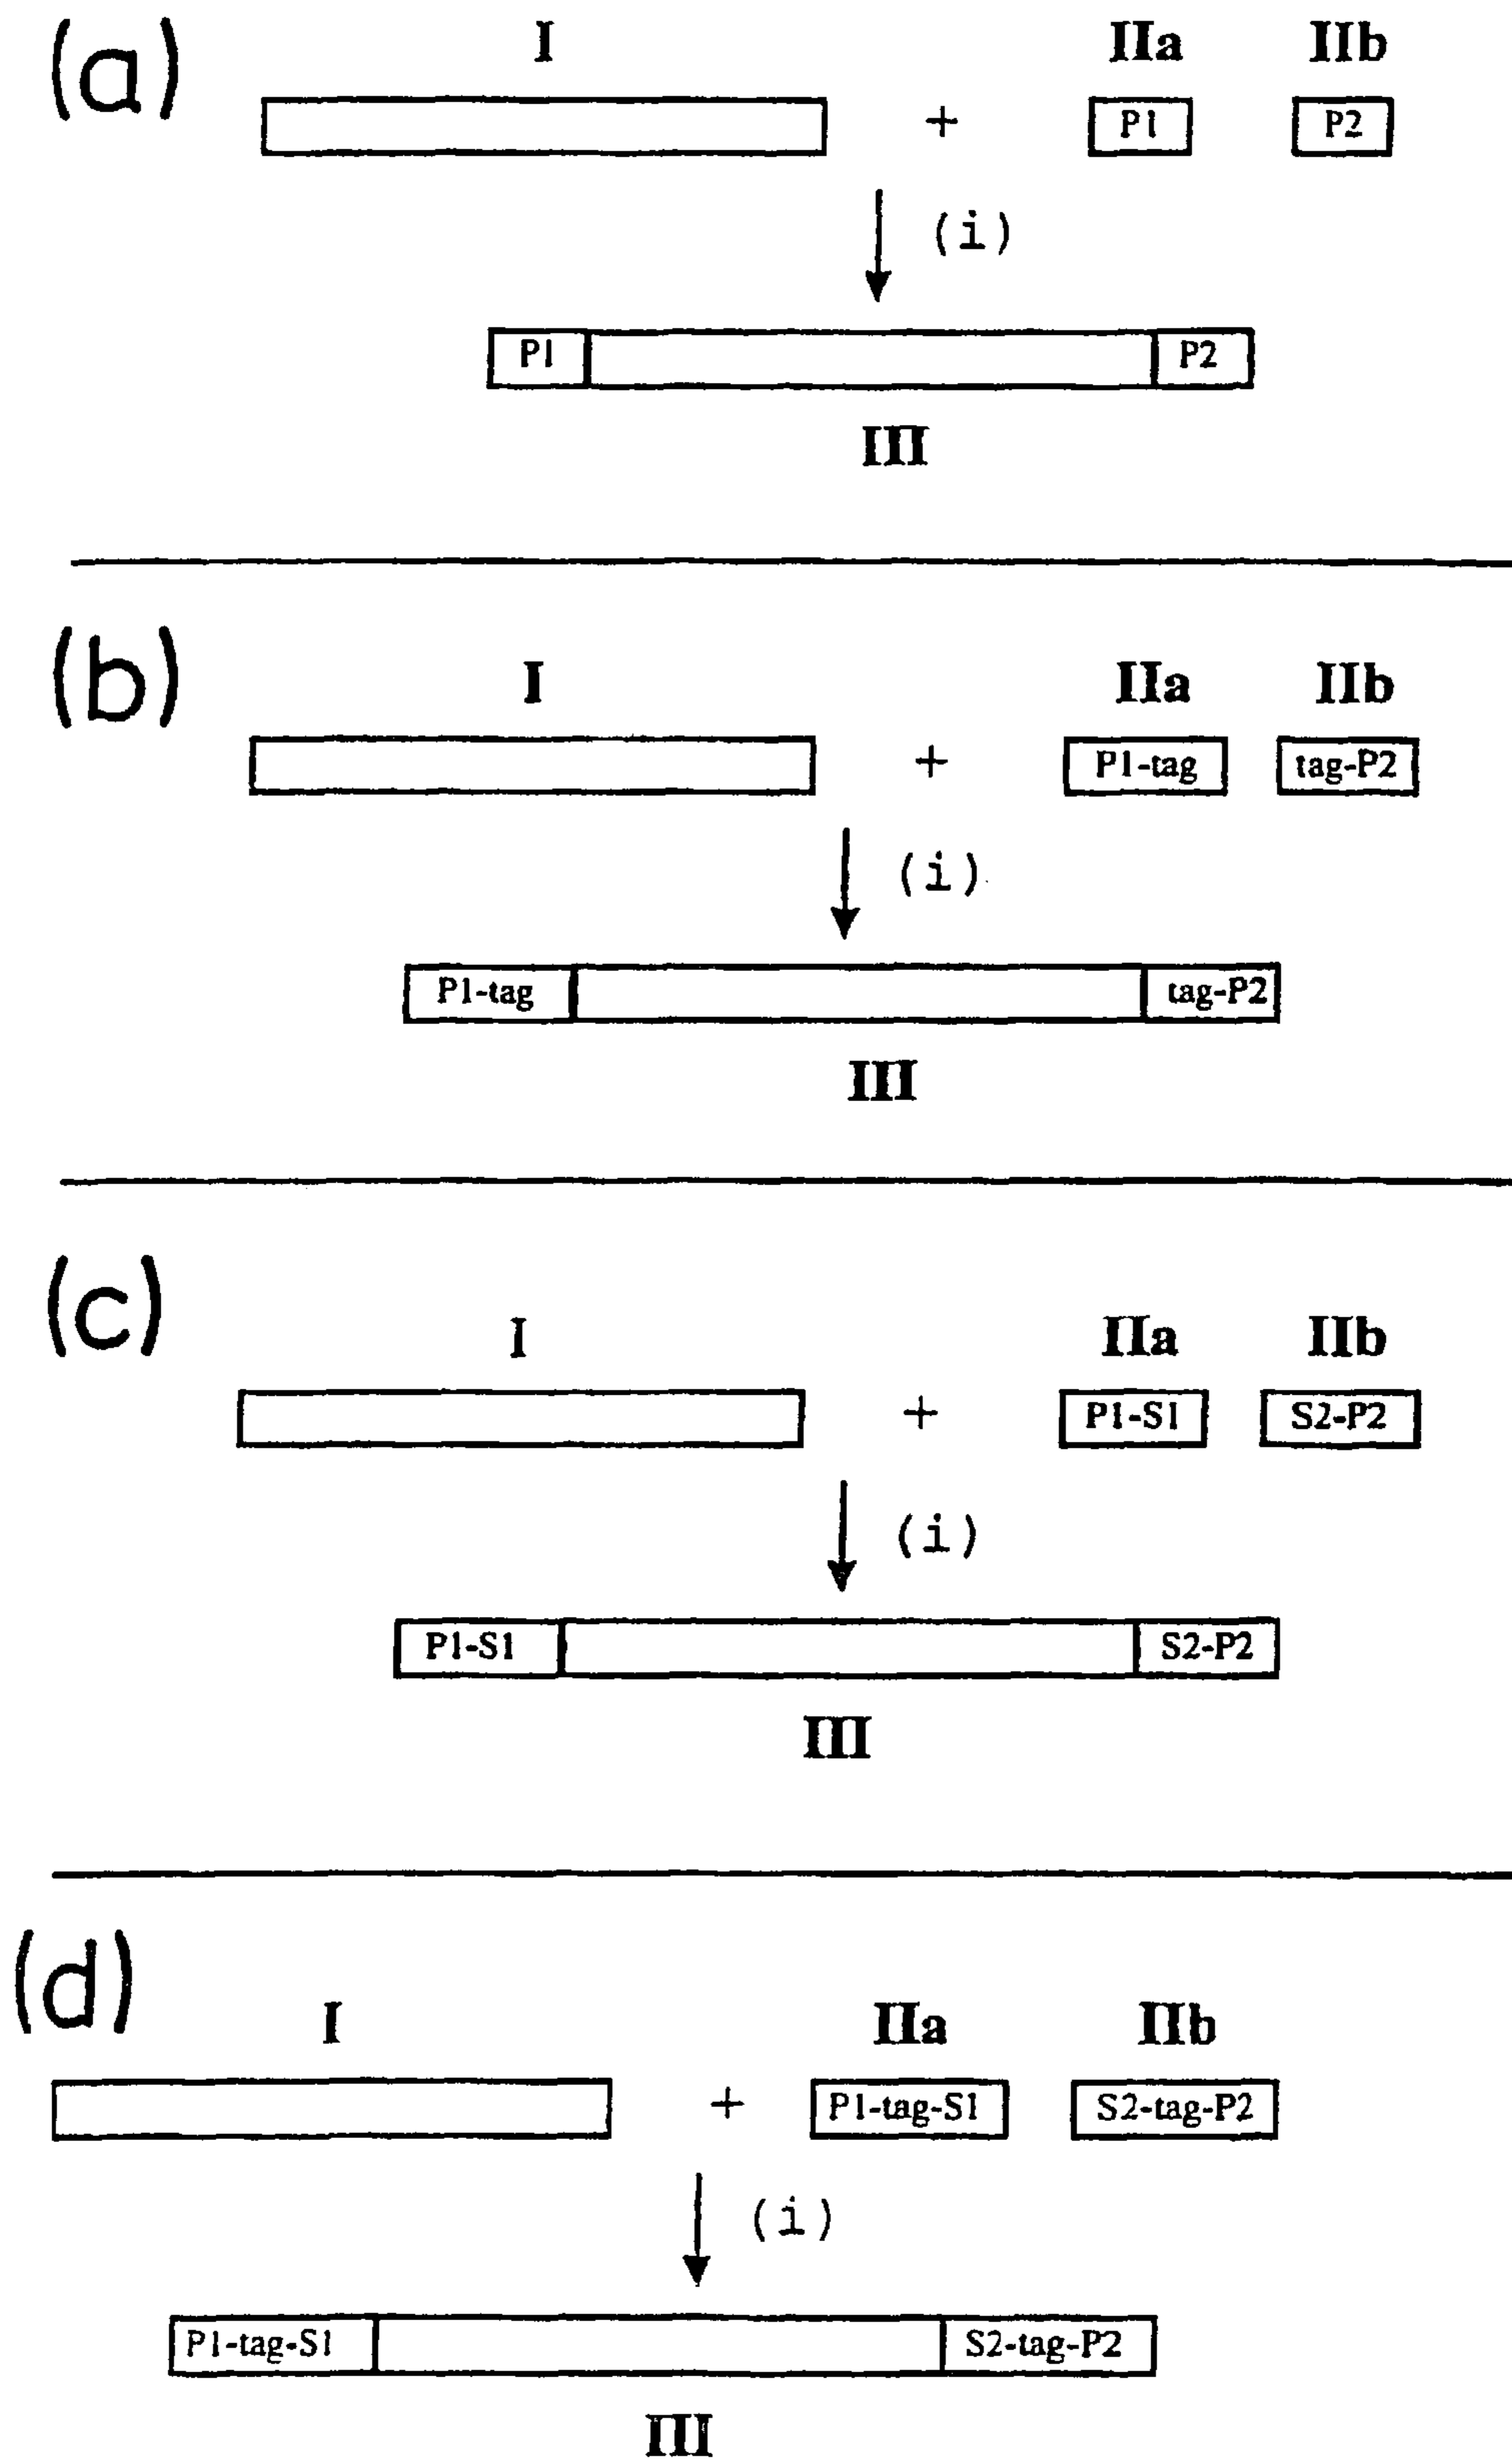 (a)
I IIa IIb
+ P1 P2
(i)
P1 P2
III
(b)
I IIa IIb
+ P1-tag tag-P2
(i)
P1-tag tag-P2
III
(c)
I IIa IIb
+ P1-S1 S2-P2
(i)
P1-S1 S2-P2
III
(d)
I IIa IIb
+ P1-tag-S1 S2-tag-P2
(i)
P1-tag-S1 S2-tag-P2
III